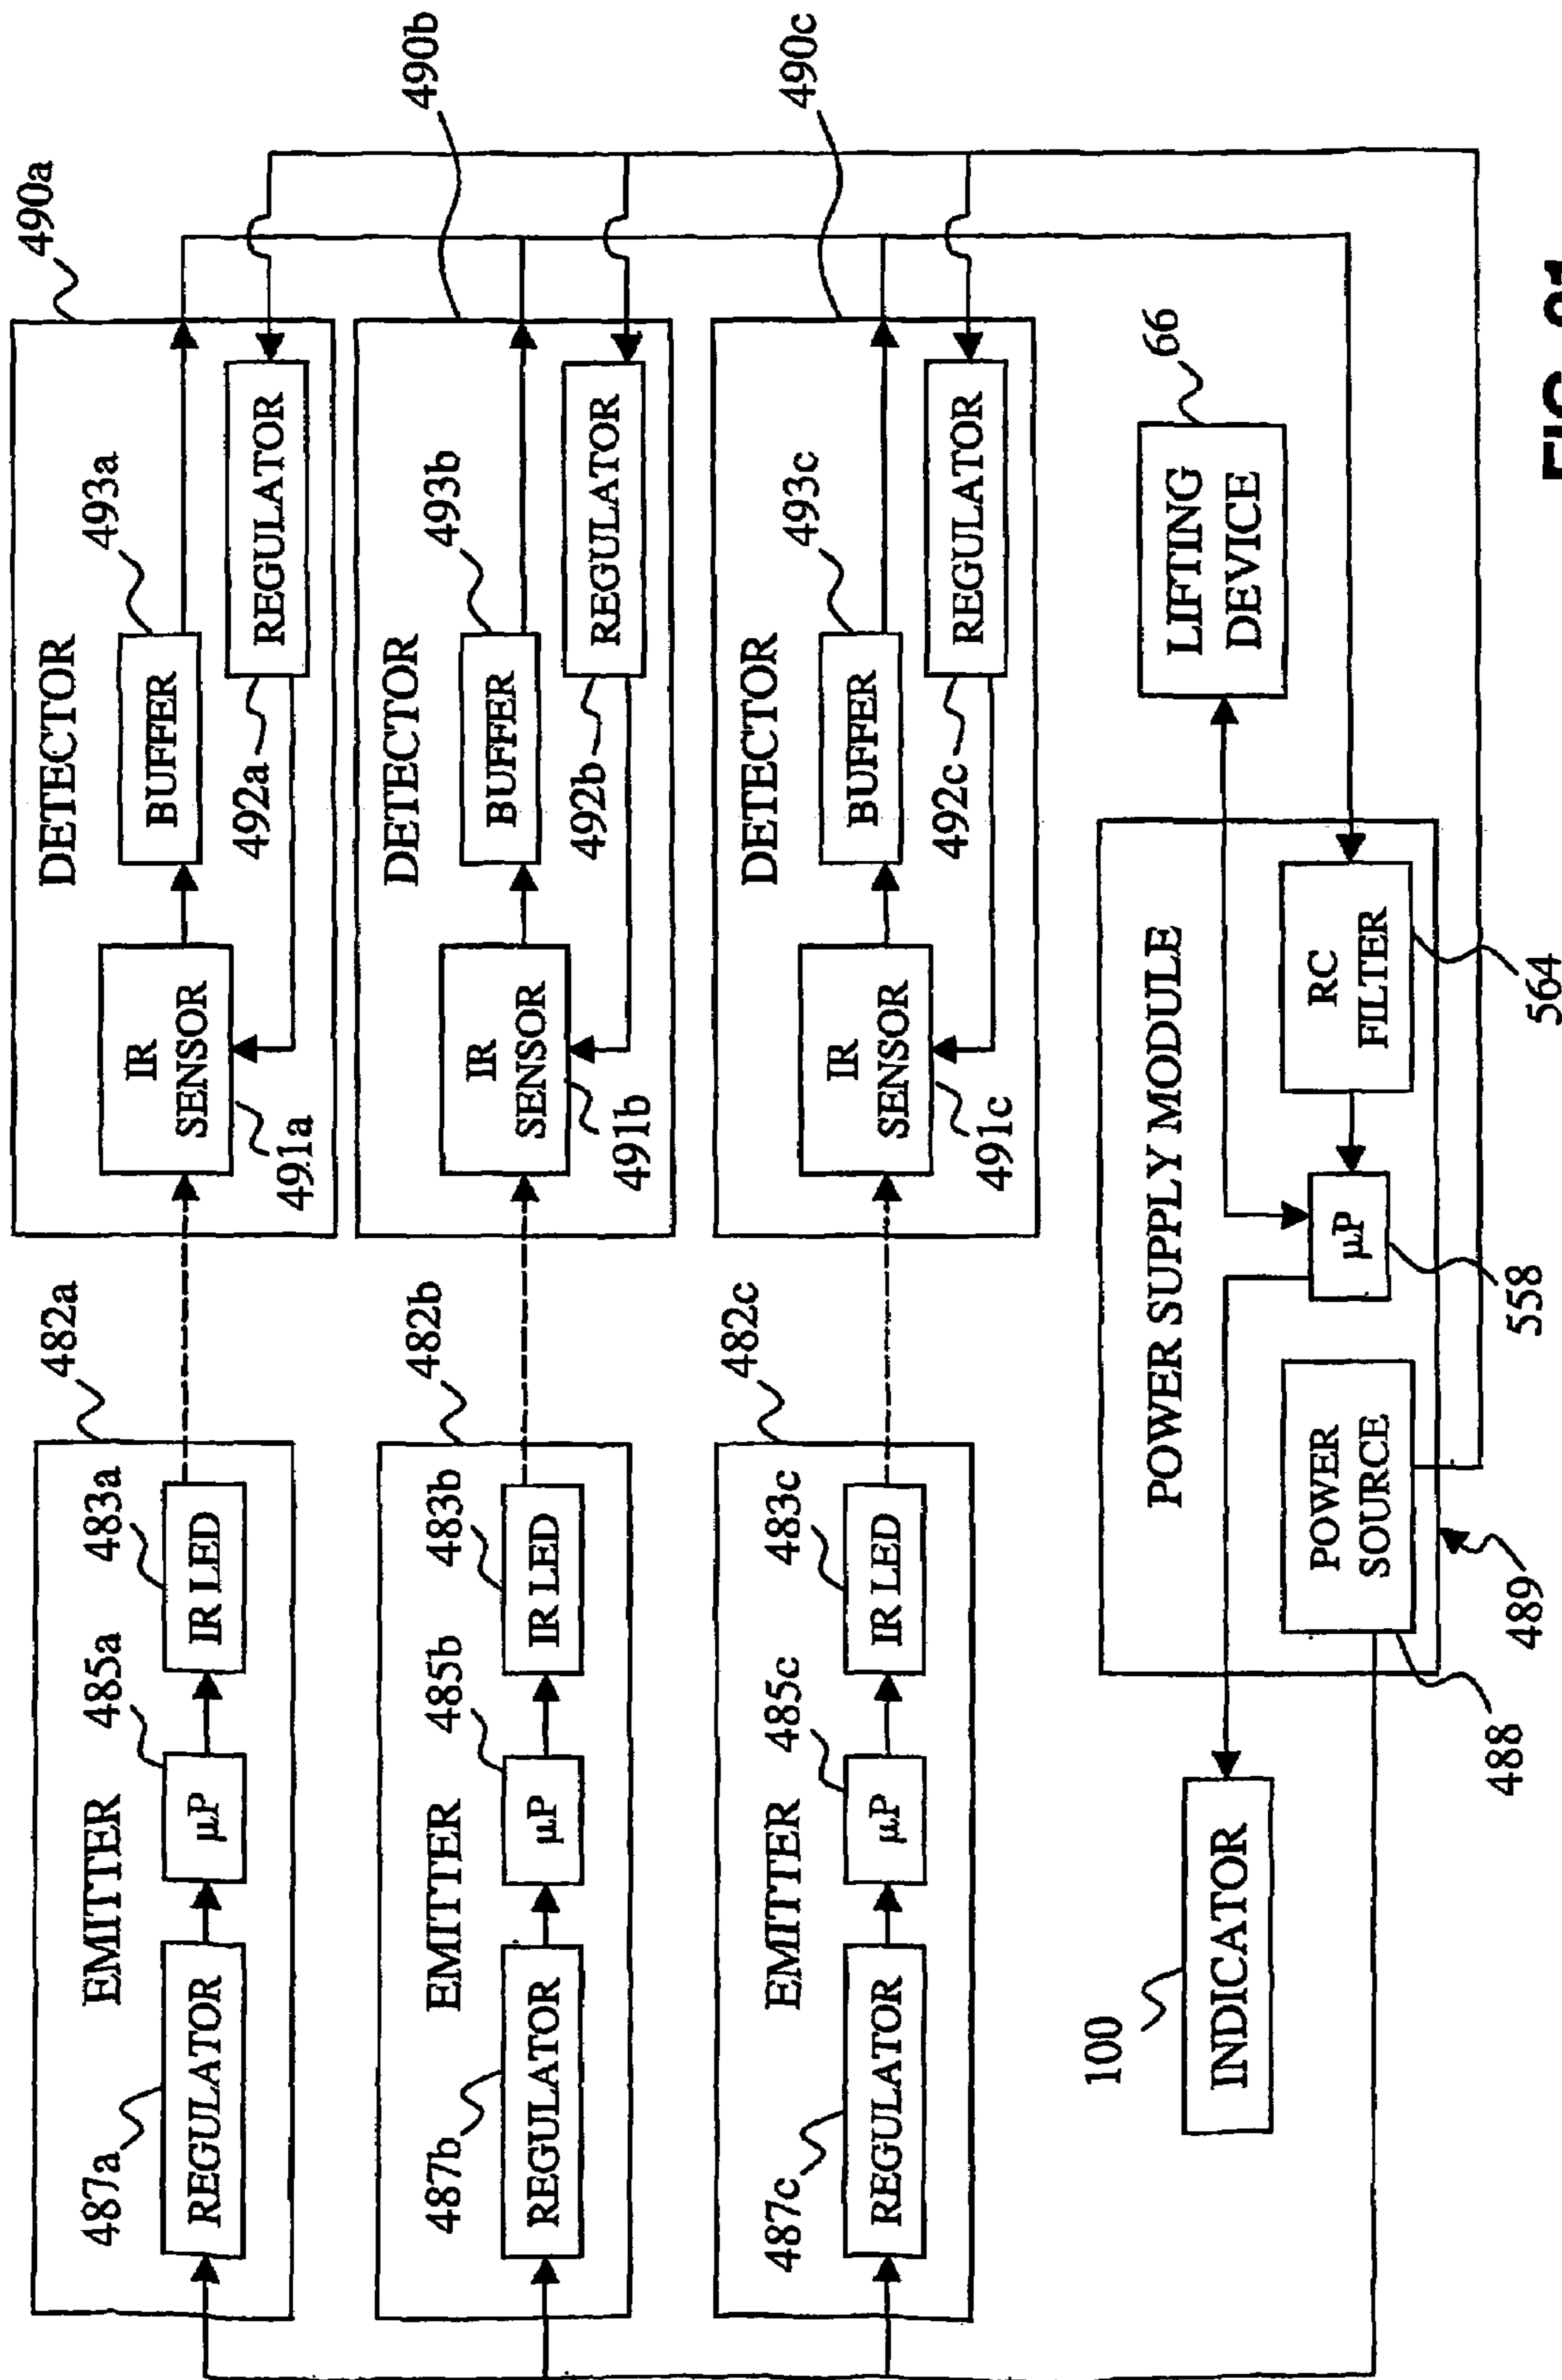 482a
EMITTER
487a
485a
483a
REGULATOR
µP
IR LED
490a
DETECTOR
493a
IR
SENSOR
BUFFER
491a
492a
REGULATOR
482b
EMITTER
487b
485b
483b
REGULATOR
µP
IR LED
490b
DETECTOR
493b
IR
SENSOR
BUFFER
491b
492b
REGULATOR
482c
EMITTER
487c
485c
483c
REGULATOR
µP
IR LED
490c
DETECTOR
493c
IR
SENSOR
BUFFER
491c
492c
REGULATOR
100
INDICATOR
POWER SUPPLY MODULE
POWER
SOURCE
µP
RC
FILTER
66
LIFTING
DEVICE
488
489
558
564
FIG.